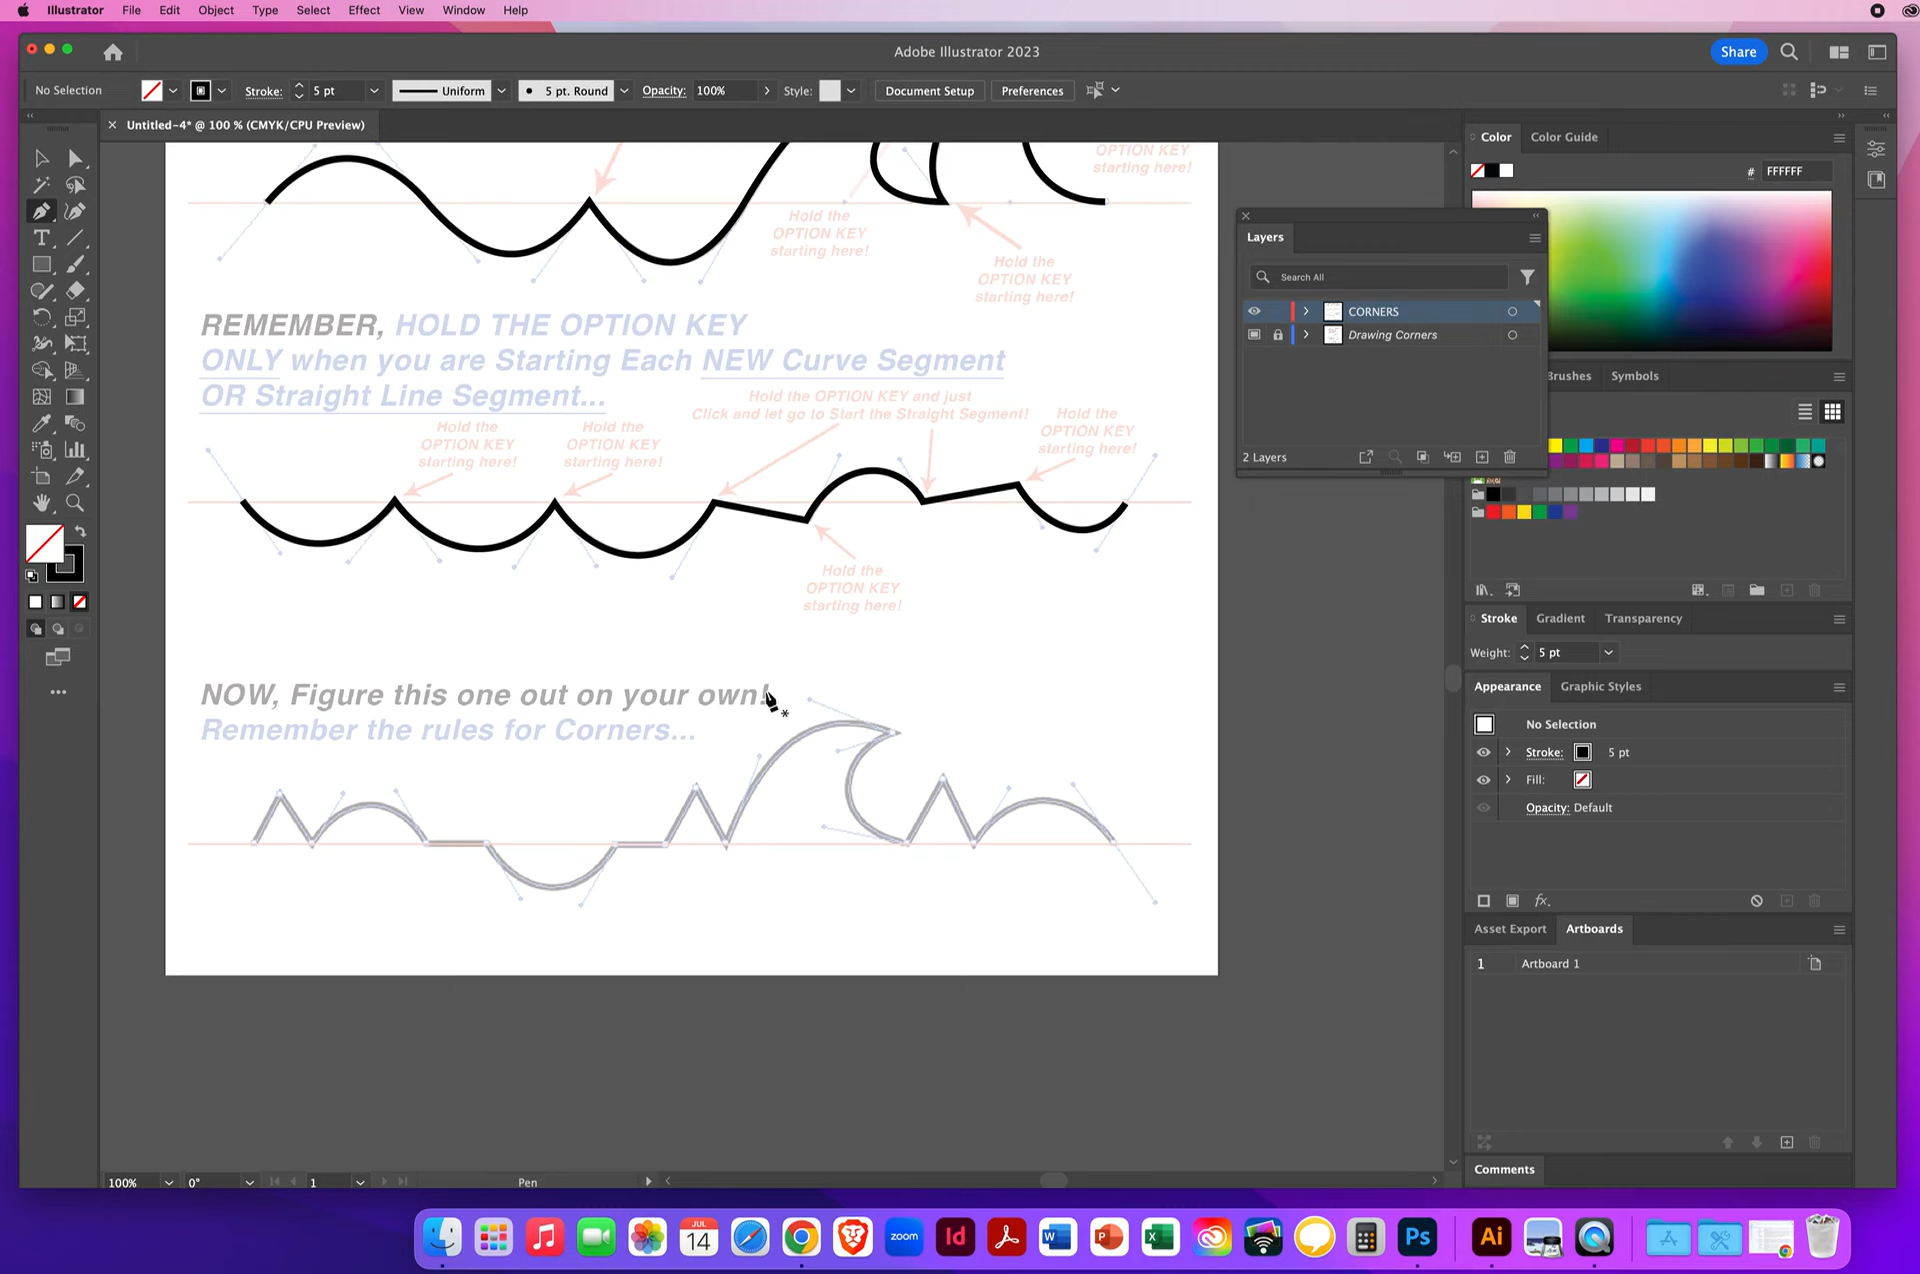 Illustrator File Edit Object Type Select Effect View Window Help
Adobe Illustrator 2023
Share
No Selection
Stroke: 5 pt
Uniform
5 pt. Round
Opacity: 100%
Style:
Document Setup
Preferences
Untitled-4* @ 100 % (CMYK/CPU Preview)
OPTION KEY
starting here!
Hold the
OPTION KEY
starting here!
Hold the
OPTION KEY
starting here!
REMEMBER, HOLD THE OPTION KEY
ONLY when you are Starting Each NEW Curve Segment
OR Straight Line Segment...
Hold the OPTION KEY and just
Click and let go to Start the Straight Segment!
Hold the
OPTION KEY
starting here!
Hold the
OPTION KEY
starting here!
Hold the
OPTION KEY
starting here!
Hold the
OPTION KEY
starting here!
NOW, Figure this one out on your own!
Remember the rules for Corners...
100%
0°
1
Pen
Layers
Search All
CORNERS
Drawing Corners
2 Layers
Color
Color Guide
# FFFFFF
Brushes
Symbols
Stroke
Gradient
Transparency
Weight: 5 pt
Appearance
Graphic Styles
No Selection
Stroke: 5 pt
Fill:
Opacity: Default
fx.
Asset Export
Artboards
1 Artboard 1
Comments
JUL
14
zoom
Id
W
P
X
Ps
Ai